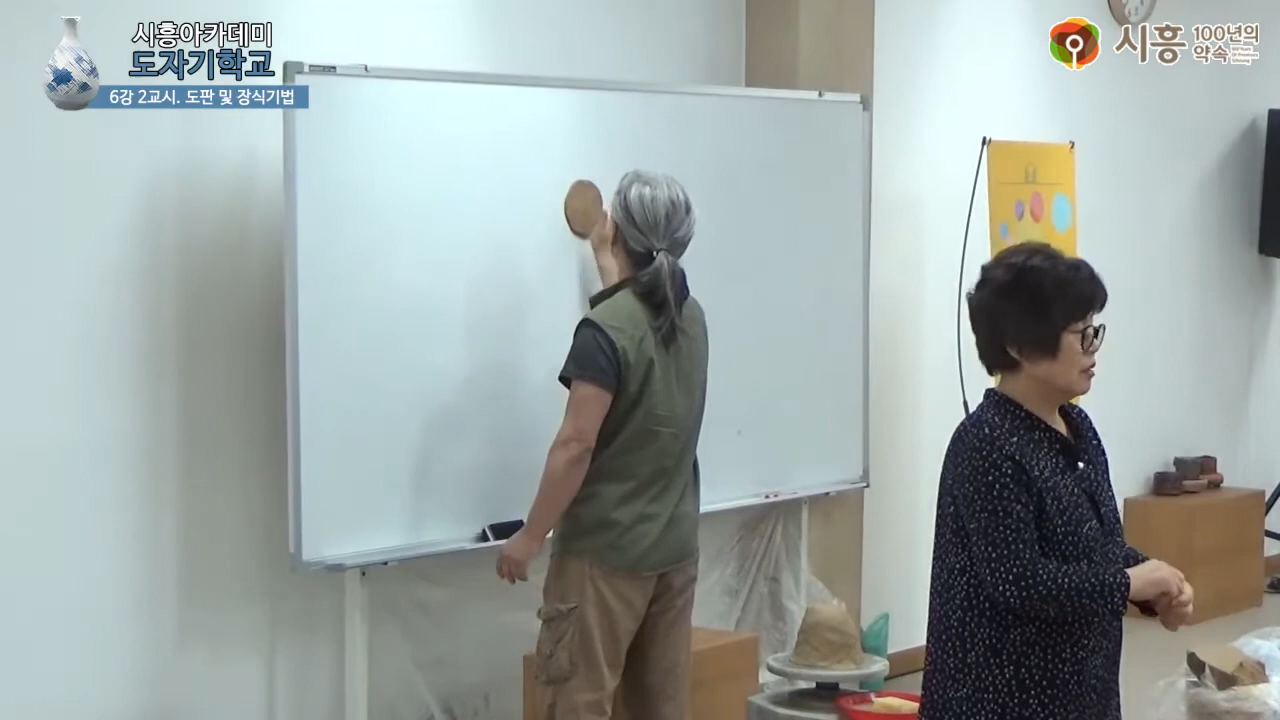 시흥아카데미
도자기학교
6강 2교시. 도판 및 장식기법
시흥
100년의
약속